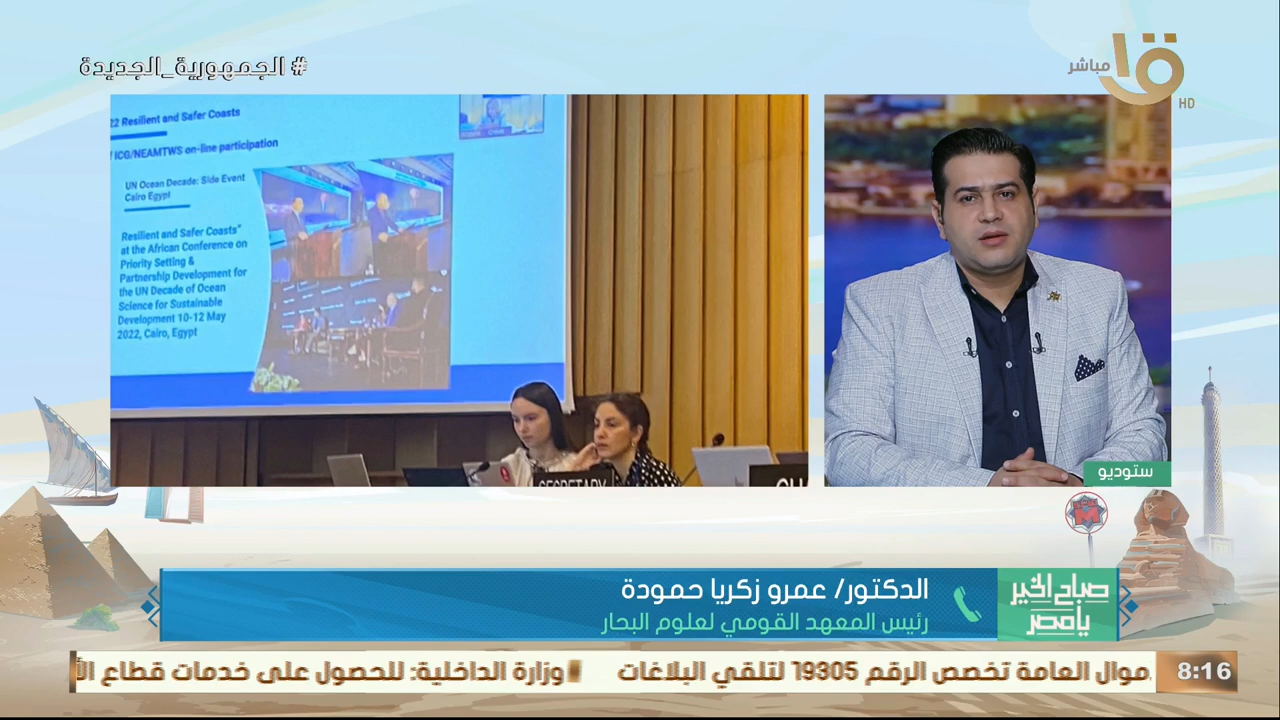 # الجمهورية_الجديدة
مباشر
HD
22 Resilient and Safer Coasts
ICG/NEAMTWS on-line participation
UN Ocean Decade: Side Event
Cairo Egypt
Resilient and Safer Coasts"
at the African Conference on
Priority Setting &
Partnership Development for
the UN Decade of Ocean
Science for Sustainable
Development 10-12 May
2022, Cairo, Egypt
SECRETARY
ستوديو
صباح الخير
يا مصر
الدكتور/ عمرو زكريا حمودة
رئيس المعهد القومي لعلوم البحار
8:16
موال العامة تخصص الرقم 19305 لتلقي البلاغات
وزارة الداخلية: للحصول على خدمات قطاع